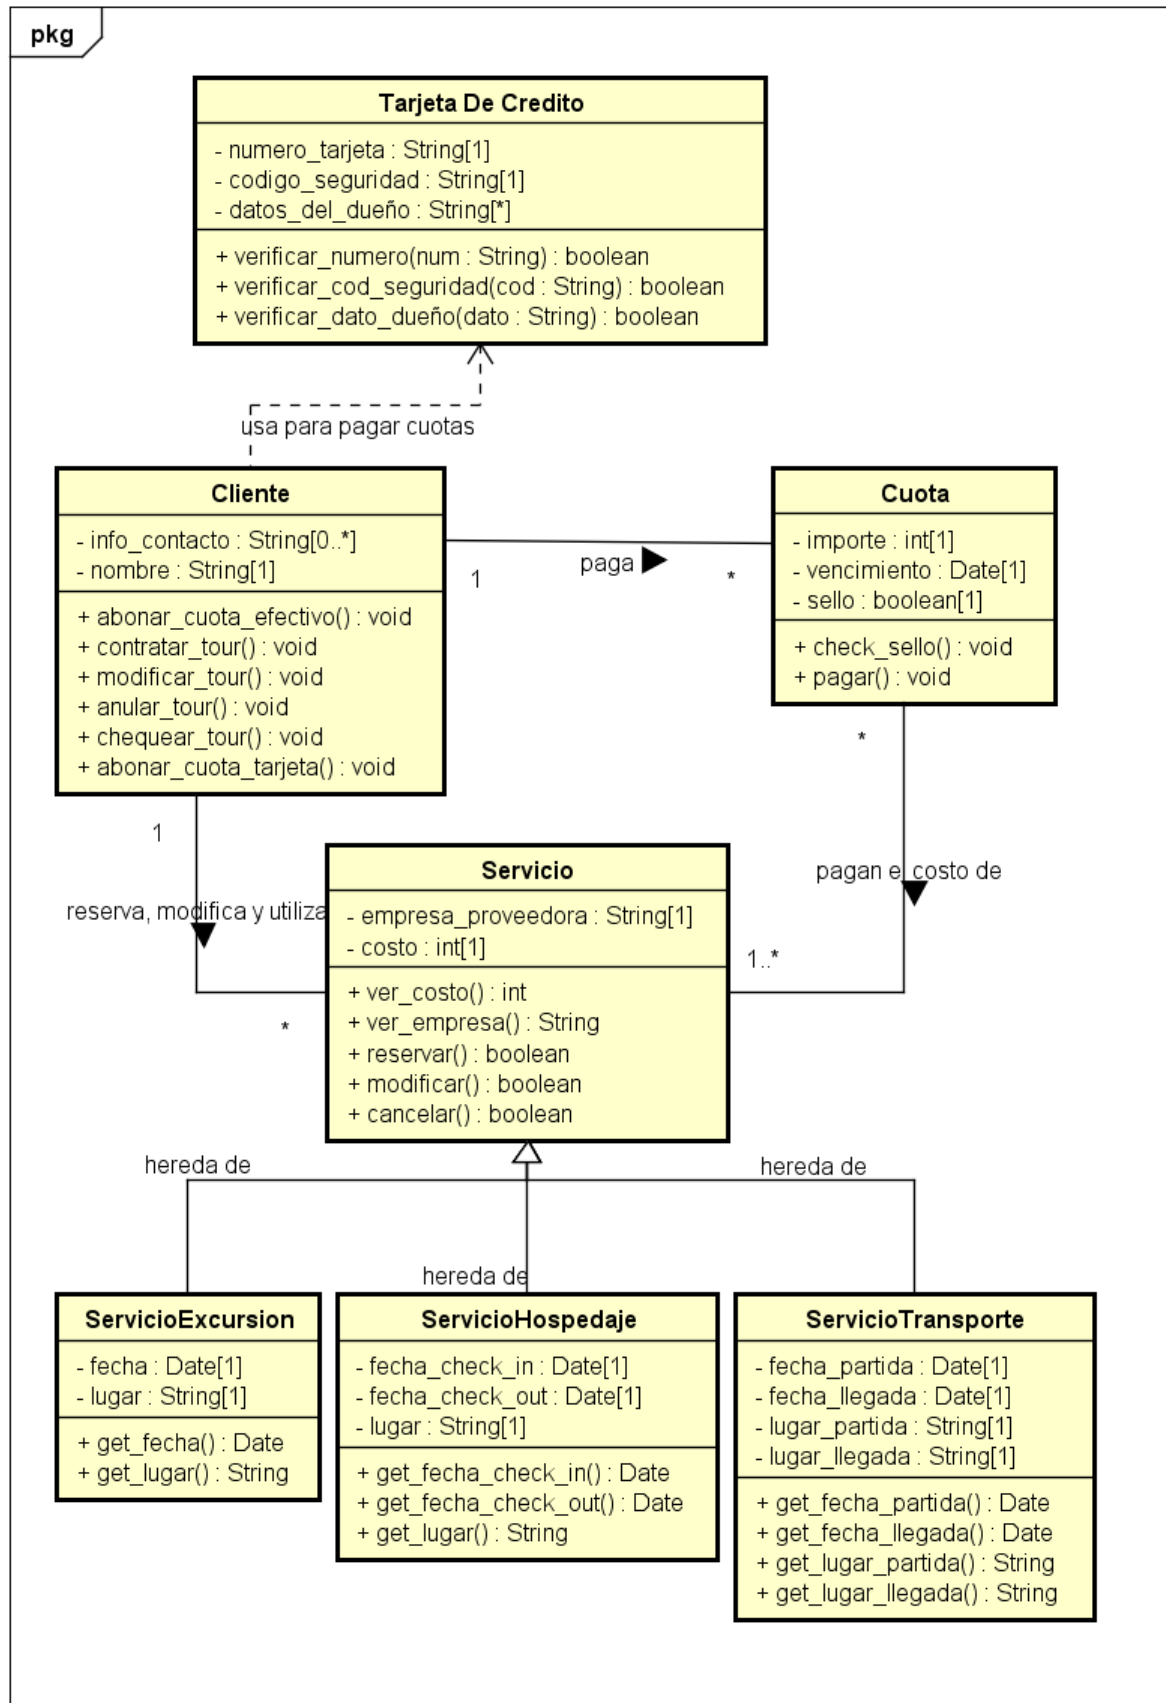 pkg
Tarjeta De Credito
- numero_tarjeta : String[1]
- codigo_seguridad : String[1]
- datos_del_dueño : String[*]
+ verificar_numero(num : String) : boolean
+ verificar_cod_seguridad(cod : String) : boolean
+ verificar_dato_dueño(dato : String) : boolean
usa para pagar cuotas
Cliente
- info_contacto : String[0..*]
- nombre : String[1]
+ abonar_cuota_efectivo() : void
+ contratar_tour() : void
+ modificar_tour() : void
+ anular_tour() : void
+ chequear_tour() : void
+ abonar_cuota_tarjeta() : void
paga
1
*
Cuota
- importe : int[1]
- vencimiento : Date[1]
- sello : boolean[1]
+ check_sello() : void
+ pagar() : void
*
pagan el costo de
1..*
1
reserva, modifica y utiliza
*
Servicio
- empresa_proveedora : String[1]
- costo : int[1]
+ ver_costo() : int
+ ver_empresa() : String
+ reservar() : boolean
+ modificar() : boolean
+ cancelar() : boolean
hereda de
hereda de
hereda de
ServicioExcursion
- fecha : Date[1]
- lugar : String[1]
+ get_fecha() : Date
+ get_lugar() : String
ServicioHospedaje
- fecha_check_in : Date[1]
- fecha_check_out : Date[1]
- lugar : String[1]
+ get_fecha_check_in() : Date
+ get_fecha_check_out() : Date
+ get_lugar() : String
ServicioTransporte
- fecha_partida : Date[1]
- fecha_llegada : Date[1]
- lugar_partida : String[1]
- lugar_llegada : String[1]
+ get_fecha_partida() : Date
+ get_fecha_llegada() : Date
+ get_lugar_partida() : String
+ get_lugar_llegada() : String